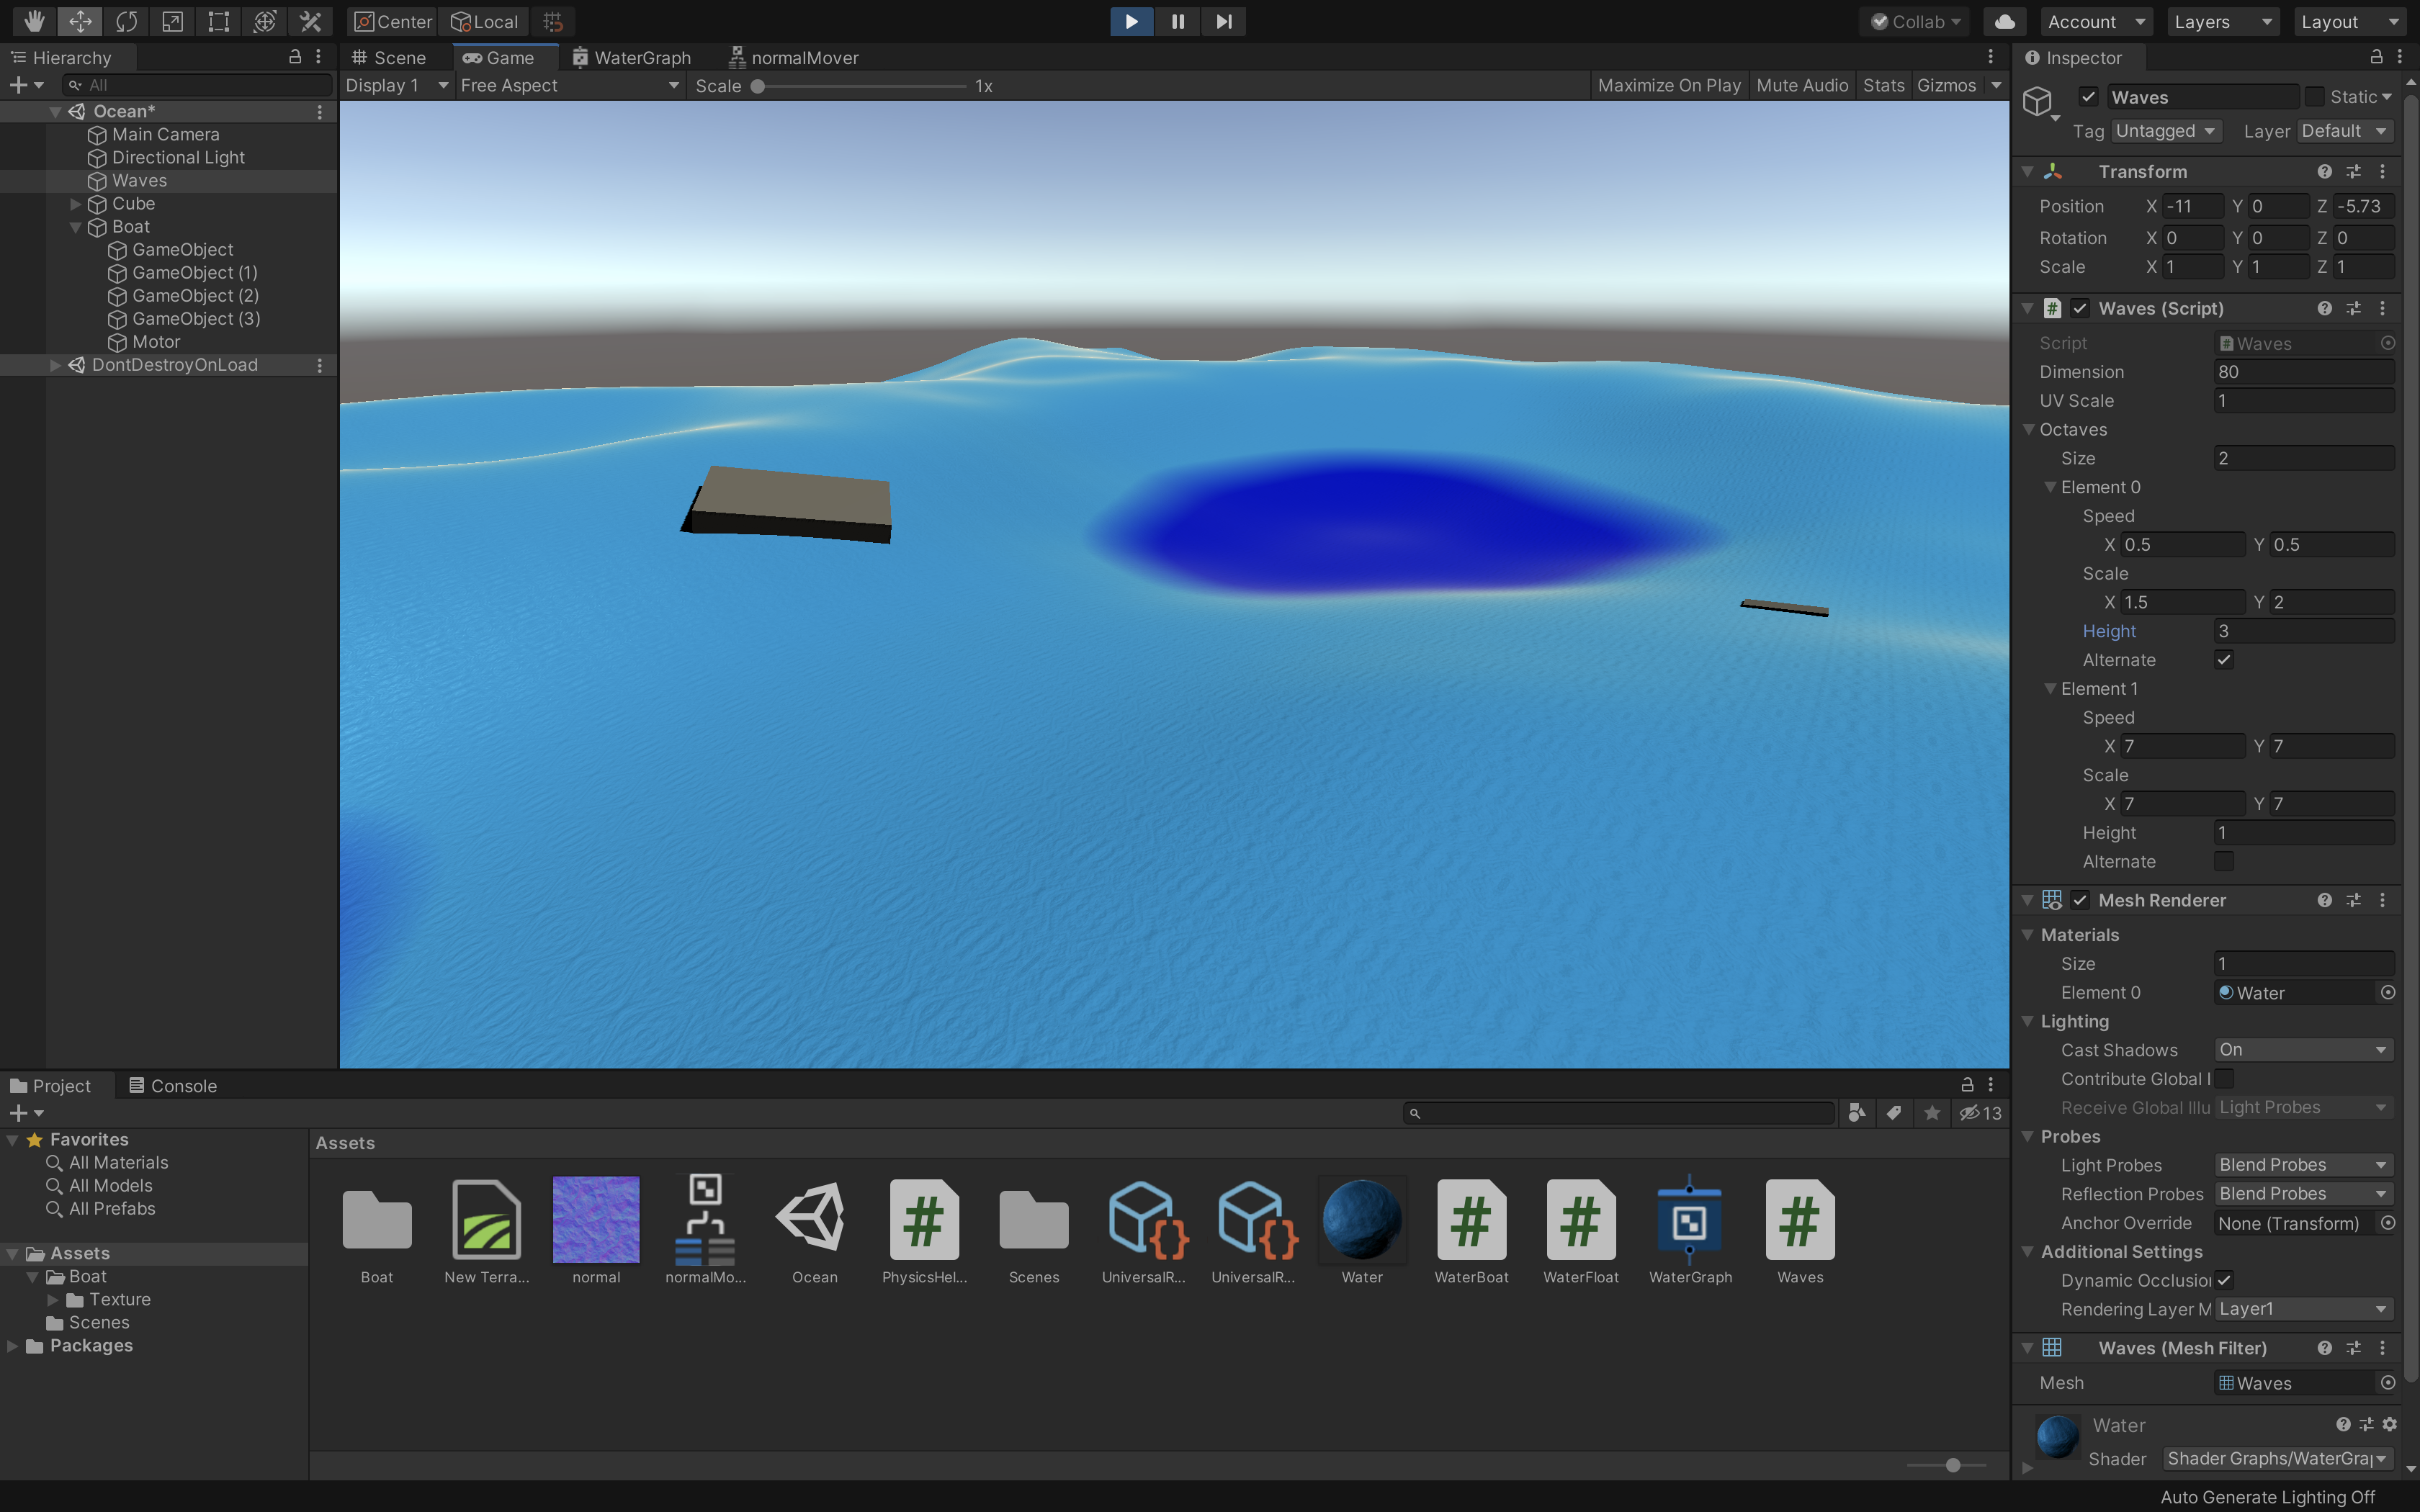 Center Local
Collab Account Layers Layout
Hierarchy
All
Ocean*
Main Camera
Directional Light
Waves
Cube
Boat
GameObject
GameObject (1)
GameObject (2)
GameObject (3)
Motor
DontDestroyOnLoad
Scene Game WaterGraph normalMover
Display 1 Free Aspect Scale 1x Maximize On Play Mute Audio Stats Gizmos
Inspector
Waves Static
Tag Untagged Layer Default
Transform
Position X -11 Y 0 Z -5.73
Rotation X 0 Y 0 Z 0
Scale X 1 Y 1 Z 1
Waves (Script)
Script Waves
Dimension 80
UV Scale 1
Octaves
Size 2
Element 0
Speed
X 0.5 Y 0.5
Scale
X 1.5 Y 2
Height 3
Alternate
Element 1
Speed
X 7 Y 7
Scale
X 7 Y 7
Height 1
Alternate
Mesh Renderer
Materials
Size 1
Element 0 Water
Lighting
Cast Shadows On
Contribute Global I
Receive Global Illu Light Probes
Probes
Light Probes Blend Probes
Reflection Probes Blend Probes
Anchor Override None (Transform)
Additional Settings
Dynamic Occlusion
Rendering Layer M Layer1
Waves (Mesh Filter)
Mesh Waves
Water
Shader Shader Graphs/WaterGra
Project Console
13
Favorites
All Materials
All Models
All Prefabs
Assets
Boat
Texture
Scenes
Packages
Assets
Boat New Terra... normal normalMo... Ocean PhysicsHel... Scenes UniversalR... UniversalR... Water WaterBoat WaterFloat WaterGraph Waves
Auto Generate Lighting Off